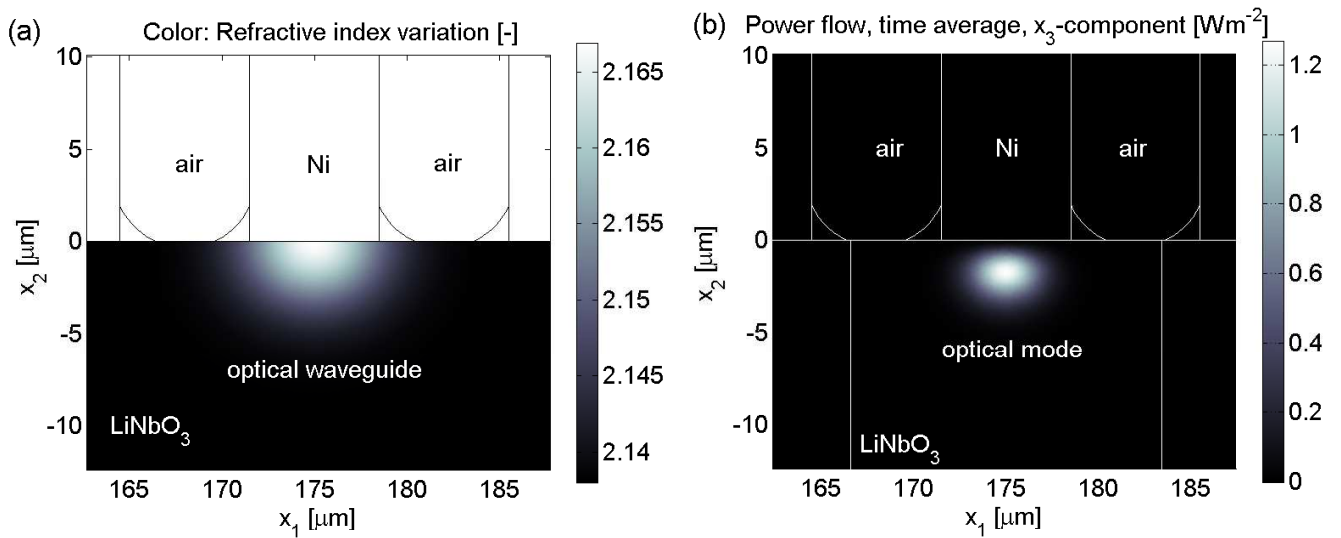 (a) Color: Refractive index variation [-]
10
5
0
-5
-10
x₂ [μm]
air
Ni
air
optical waveguide
LiNbO₃
165 170 175 180 185
x₁ [μm]
2.165
2.16
2.155
2.15
2.145
2.14
(b) Power flow, time average, x₃-component [Wm⁻²]
10
5
0
-5
-10
x₂ [μm]
air
Ni
air
optical mode
LiNbO₃
165 170 175 180 185
x₁ [μm]
1.2
1
0.8
0.6
0.4
0.2
0